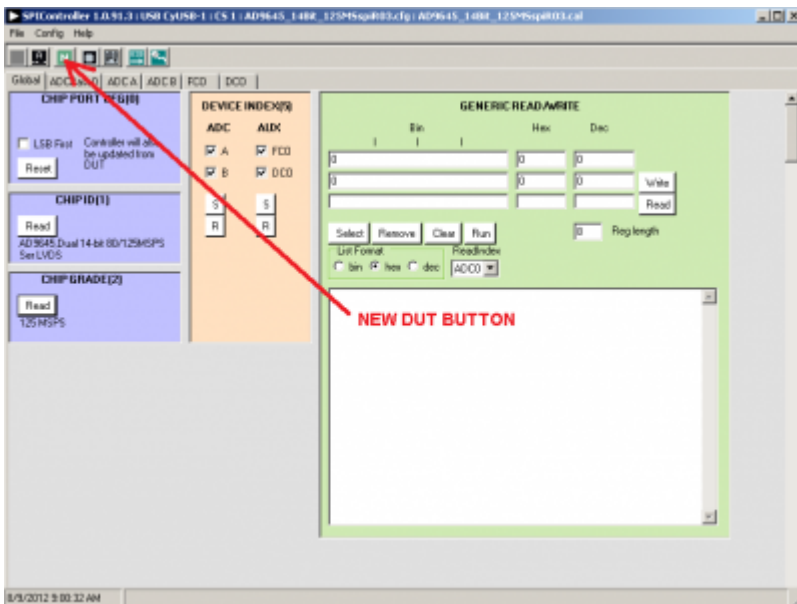 SPIController 1.0.91.3 : USB CyUSB-1 : CS 1 : AD9645_14Bit_125MSspiR03.cfg : AD9645_14Bit_125MSspiR03.cal
File Config Help
Global ADC A ADC B FCO DCO
CHIP PORT
DEVICE INDEX(5)
GENERIC READ/WRITE
ADC AUX
Bin Hex Dec
LSB First
Controller will also
be updated from
DUT
A FCO
B DCO
Reset
0 0 0
0 0 0 Write
Read
S S
R R
CHIP ID(1)
Read
AD9645,Dual 14-bit 80/125MSPS
Ser LVDS
Select Remove Clear Run
0 Reg length
List Format ReadIndex
bin hex dec ADC0
CHIP GRADE(2)
Read
125 MSPS
NEW DUT BUTTON
8/9/2012 9:00:32 AM